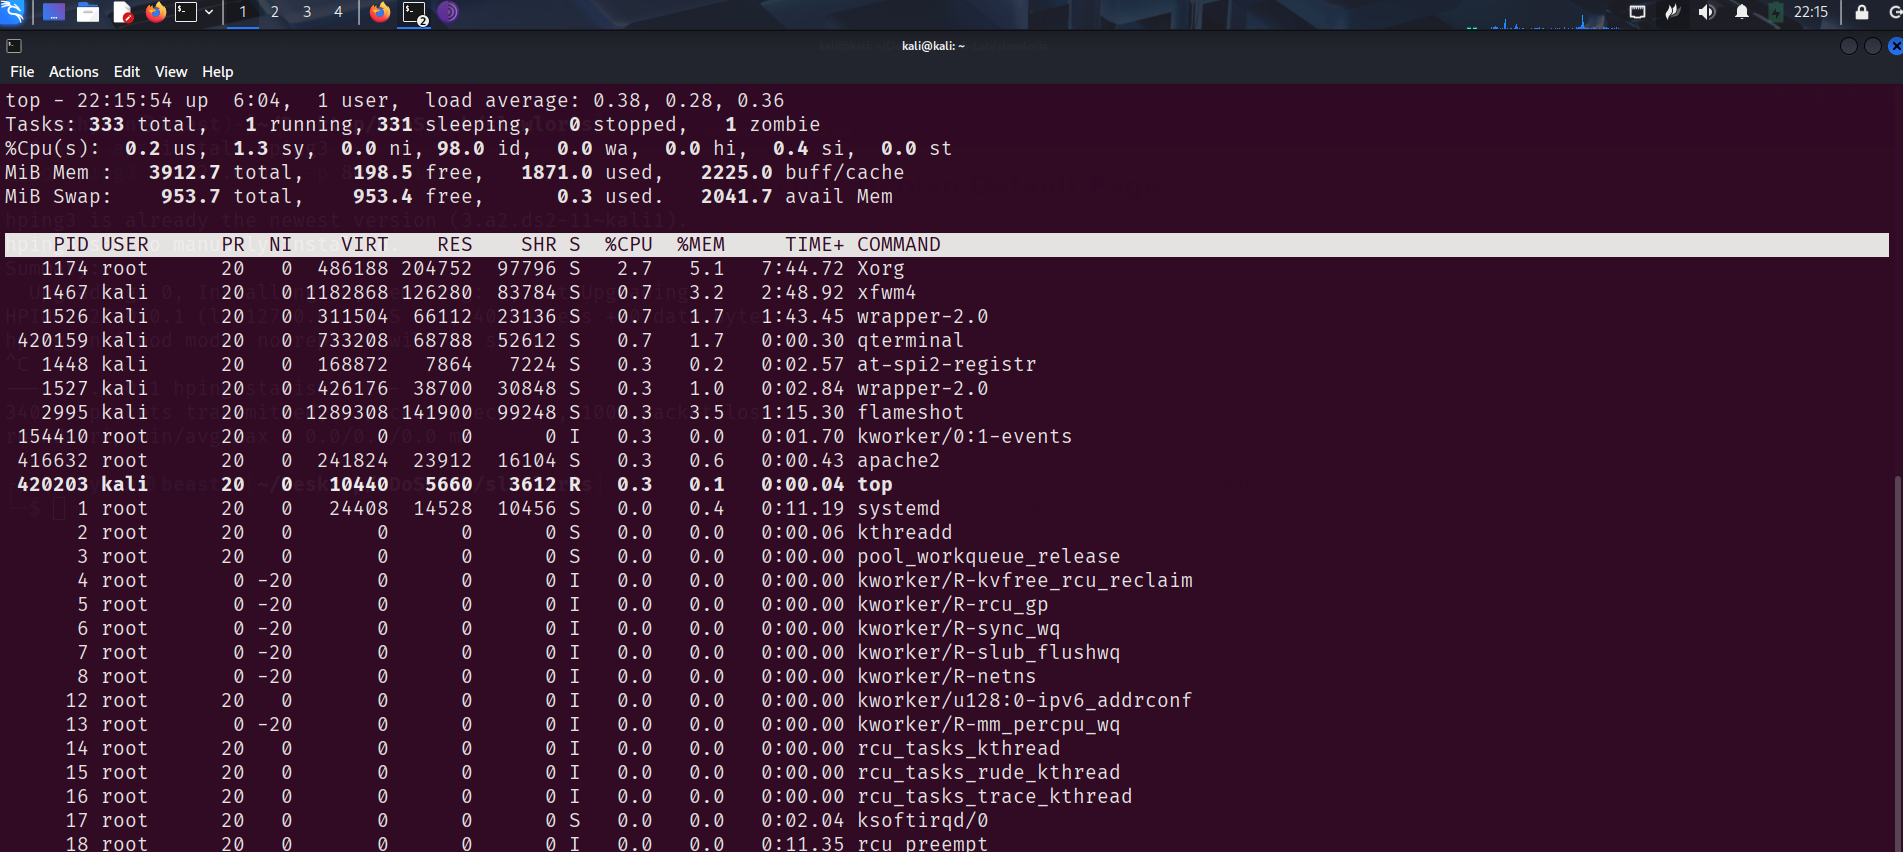 1 2 3 4 2 22:15
kali@kali: ~
File Actions Edit View Help
top - 22:15:54 up  6:04,  1 user,  load average: 0.38, 0.28, 0.36
Tasks: 333 total,   1 running, 331 sleeping,   0 stopped,   1 zombie
%Cpu(s):  0.2 us,  1.3 sy,  0.0 ni, 98.0 id,  0.0 wa,  0.0 hi,  0.4 si,  0.0 st
MiB Mem :   3912.7 total,    198.5 free,   1871.0 used,   2225.0 buff/cache
MiB Swap:    953.7 total,    953.4 free,      0.3 used.   2041.7 avail Mem
hping3 is already the newest version (3.a2.ds2-11~kali1).
PID USER PR NI VIRT RES SHR S %CPU %MEM TIME+ COMMAND
1174 root 20 0 486188 204752 97796 S 2.7 5.1 7:44.72 Xorg
1467 kali 20 0 1182868 126280 83784 S 0.7 3.2 2:48.92 xfwm4
1526 kali 20 0 311504 66112 23136 S 0.7 1.7 1:43.45 wrapper-2.0
420159 kali 20 0 733208 68788 52612 S 0.7 1.7 0:00.30 qterminal
1448 kali 20 0 168872 7864 7224 S 0.3 0.2 0:02.57 at-spi2-registr
1527 kali 20 0 426176 38700 30848 S 0.3 1.0 0:02.84 wrapper-2.0
2995 kali 20 0 1289308 141900 99248 S 0.3 3.5 1:15.30 flameshot
154410 root 20 0 0 0 0 I 0.3 0.0 0:01.70 kworker/0:1-events
416632 root 20 0 241824 23912 16104 S 0.3 0.6 0:00.43 apache2
420203 kali 20 0 10440 5660 3612 R 0.3 0.1 0:00.04 top
1 root 20 0 24408 14528 10456 S 0.0 0.4 0:11.19 systemd
2 root 20 0 0 0 0 S 0.0 0.0 0:00.06 kthreadd
3 root 20 0 0 0 0 S 0.0 0.0 0:00.00 pool_workqueue_release
4 root 0 -20 0 0 0 I 0.0 0.0 0:00.00 kworker/R-kvfree_rcu_reclaim
5 root 0 -20 0 0 0 I 0.0 0.0 0:00.00 kworker/R-rcu_gp
6 root 0 -20 0 0 0 I 0.0 0.0 0:00.00 kworker/R-sync_wq
7 root 0 -20 0 0 0 I 0.0 0.0 0:00.00 kworker/R-slub_flushwq
8 root 0 -20 0 0 0 I 0.0 0.0 0:00.00 kworker/R-netns
12 root 20 0 0 0 0 I 0.0 0.0 0:00.00 kworker/u128:0-ipv6_addrconf
13 root 0 -20 0 0 0 I 0.0 0.0 0:00.00 kworker/R-mm_percpu_wq
14 root 20 0 0 0 0 I 0.0 0.0 0:00.00 rcu_tasks_kthread
15 root 20 0 0 0 0 I 0.0 0.0 0:00.00 rcu_tasks_rude_kthread
16 root 20 0 0 0 0 I 0.0 0.0 0:00.00 rcu_tasks_trace_kthread
17 root 20 0 0 0 0 S 0.0 0.0 0:02.04 ksoftirqd/0
18 root 20 0 0 0 0 I 0.0 0.0 0:11.35 rcu_preempt